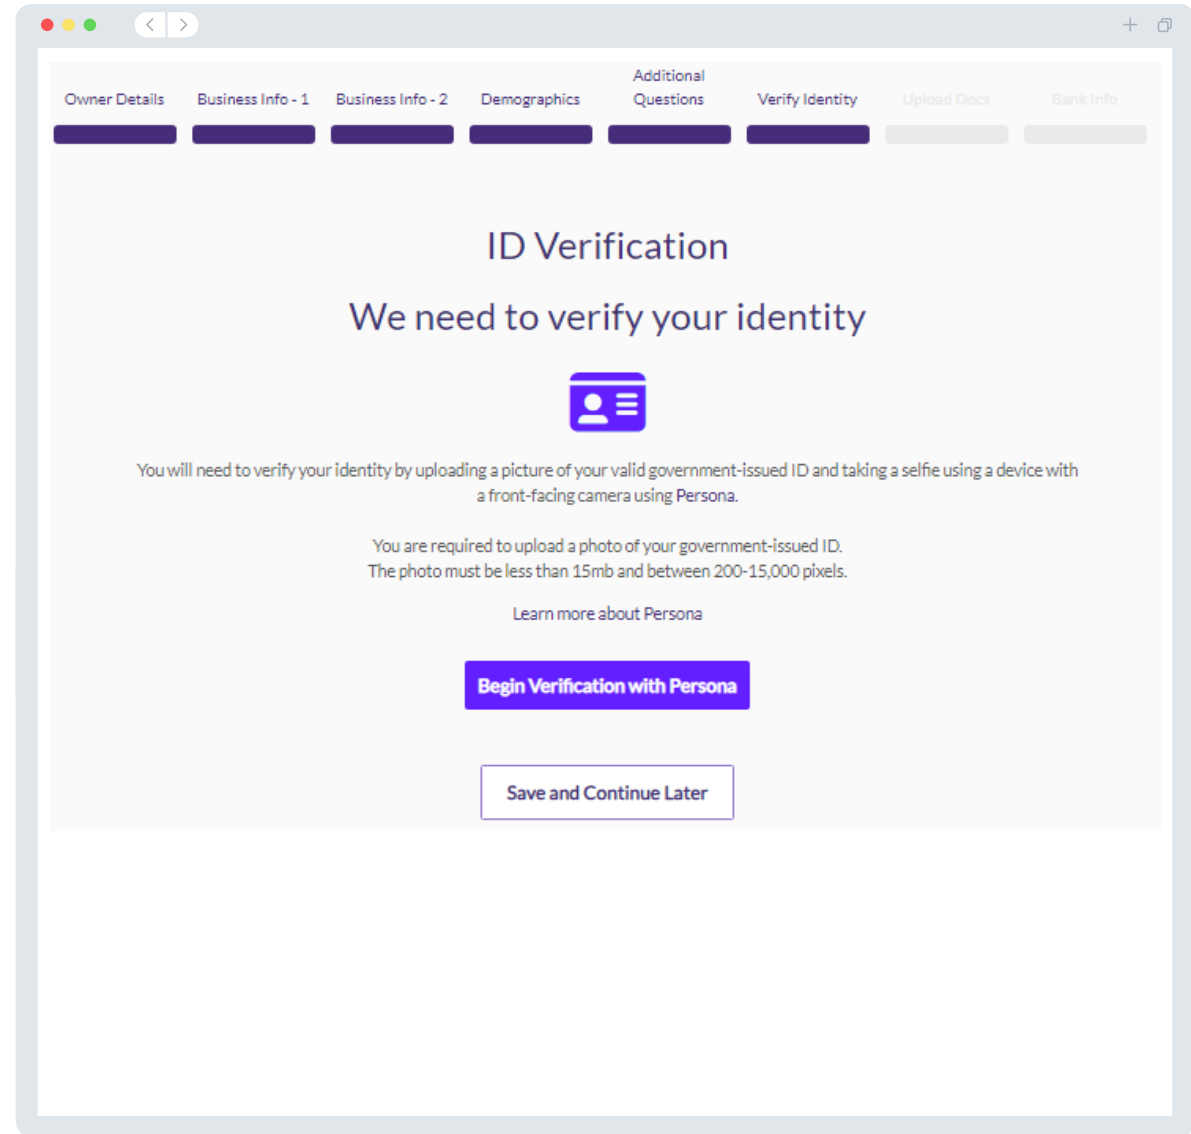 Owner Details
Business Info - 1
Business Info - 2
Demographics
Additional
Questions
Verify Identity
Upload Docs
Bank Info
ID Verification
We need to verify your identity
You will need to verify your identity by uploading a picture of your valid government-issued ID and taking a selfie using a device with
a front-facing camera using Persona.
You are required to upload a photo of your government-issued ID.
The photo must be less than 15mb and between 200-15,000 pixels.
Learn more about Persona
Begin Verification with Persona
Save and Continue Later